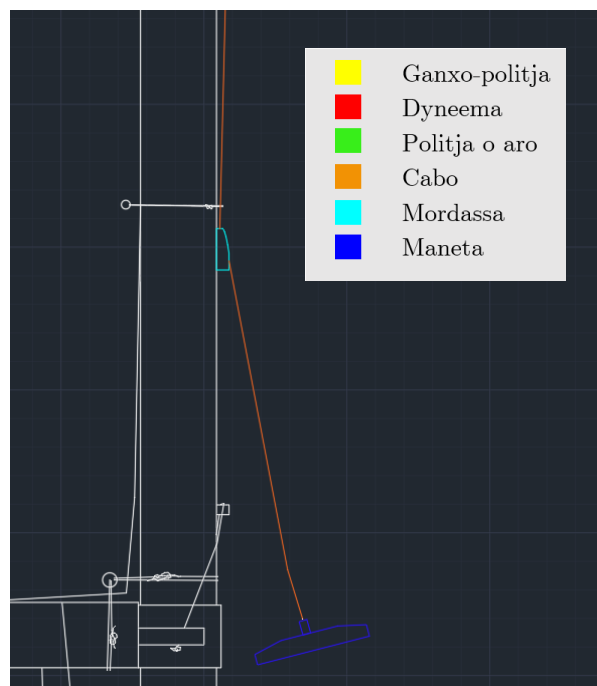 Ganxo-politja
Dyneema
Politja o aro
Cabo
Mordassa
Maneta